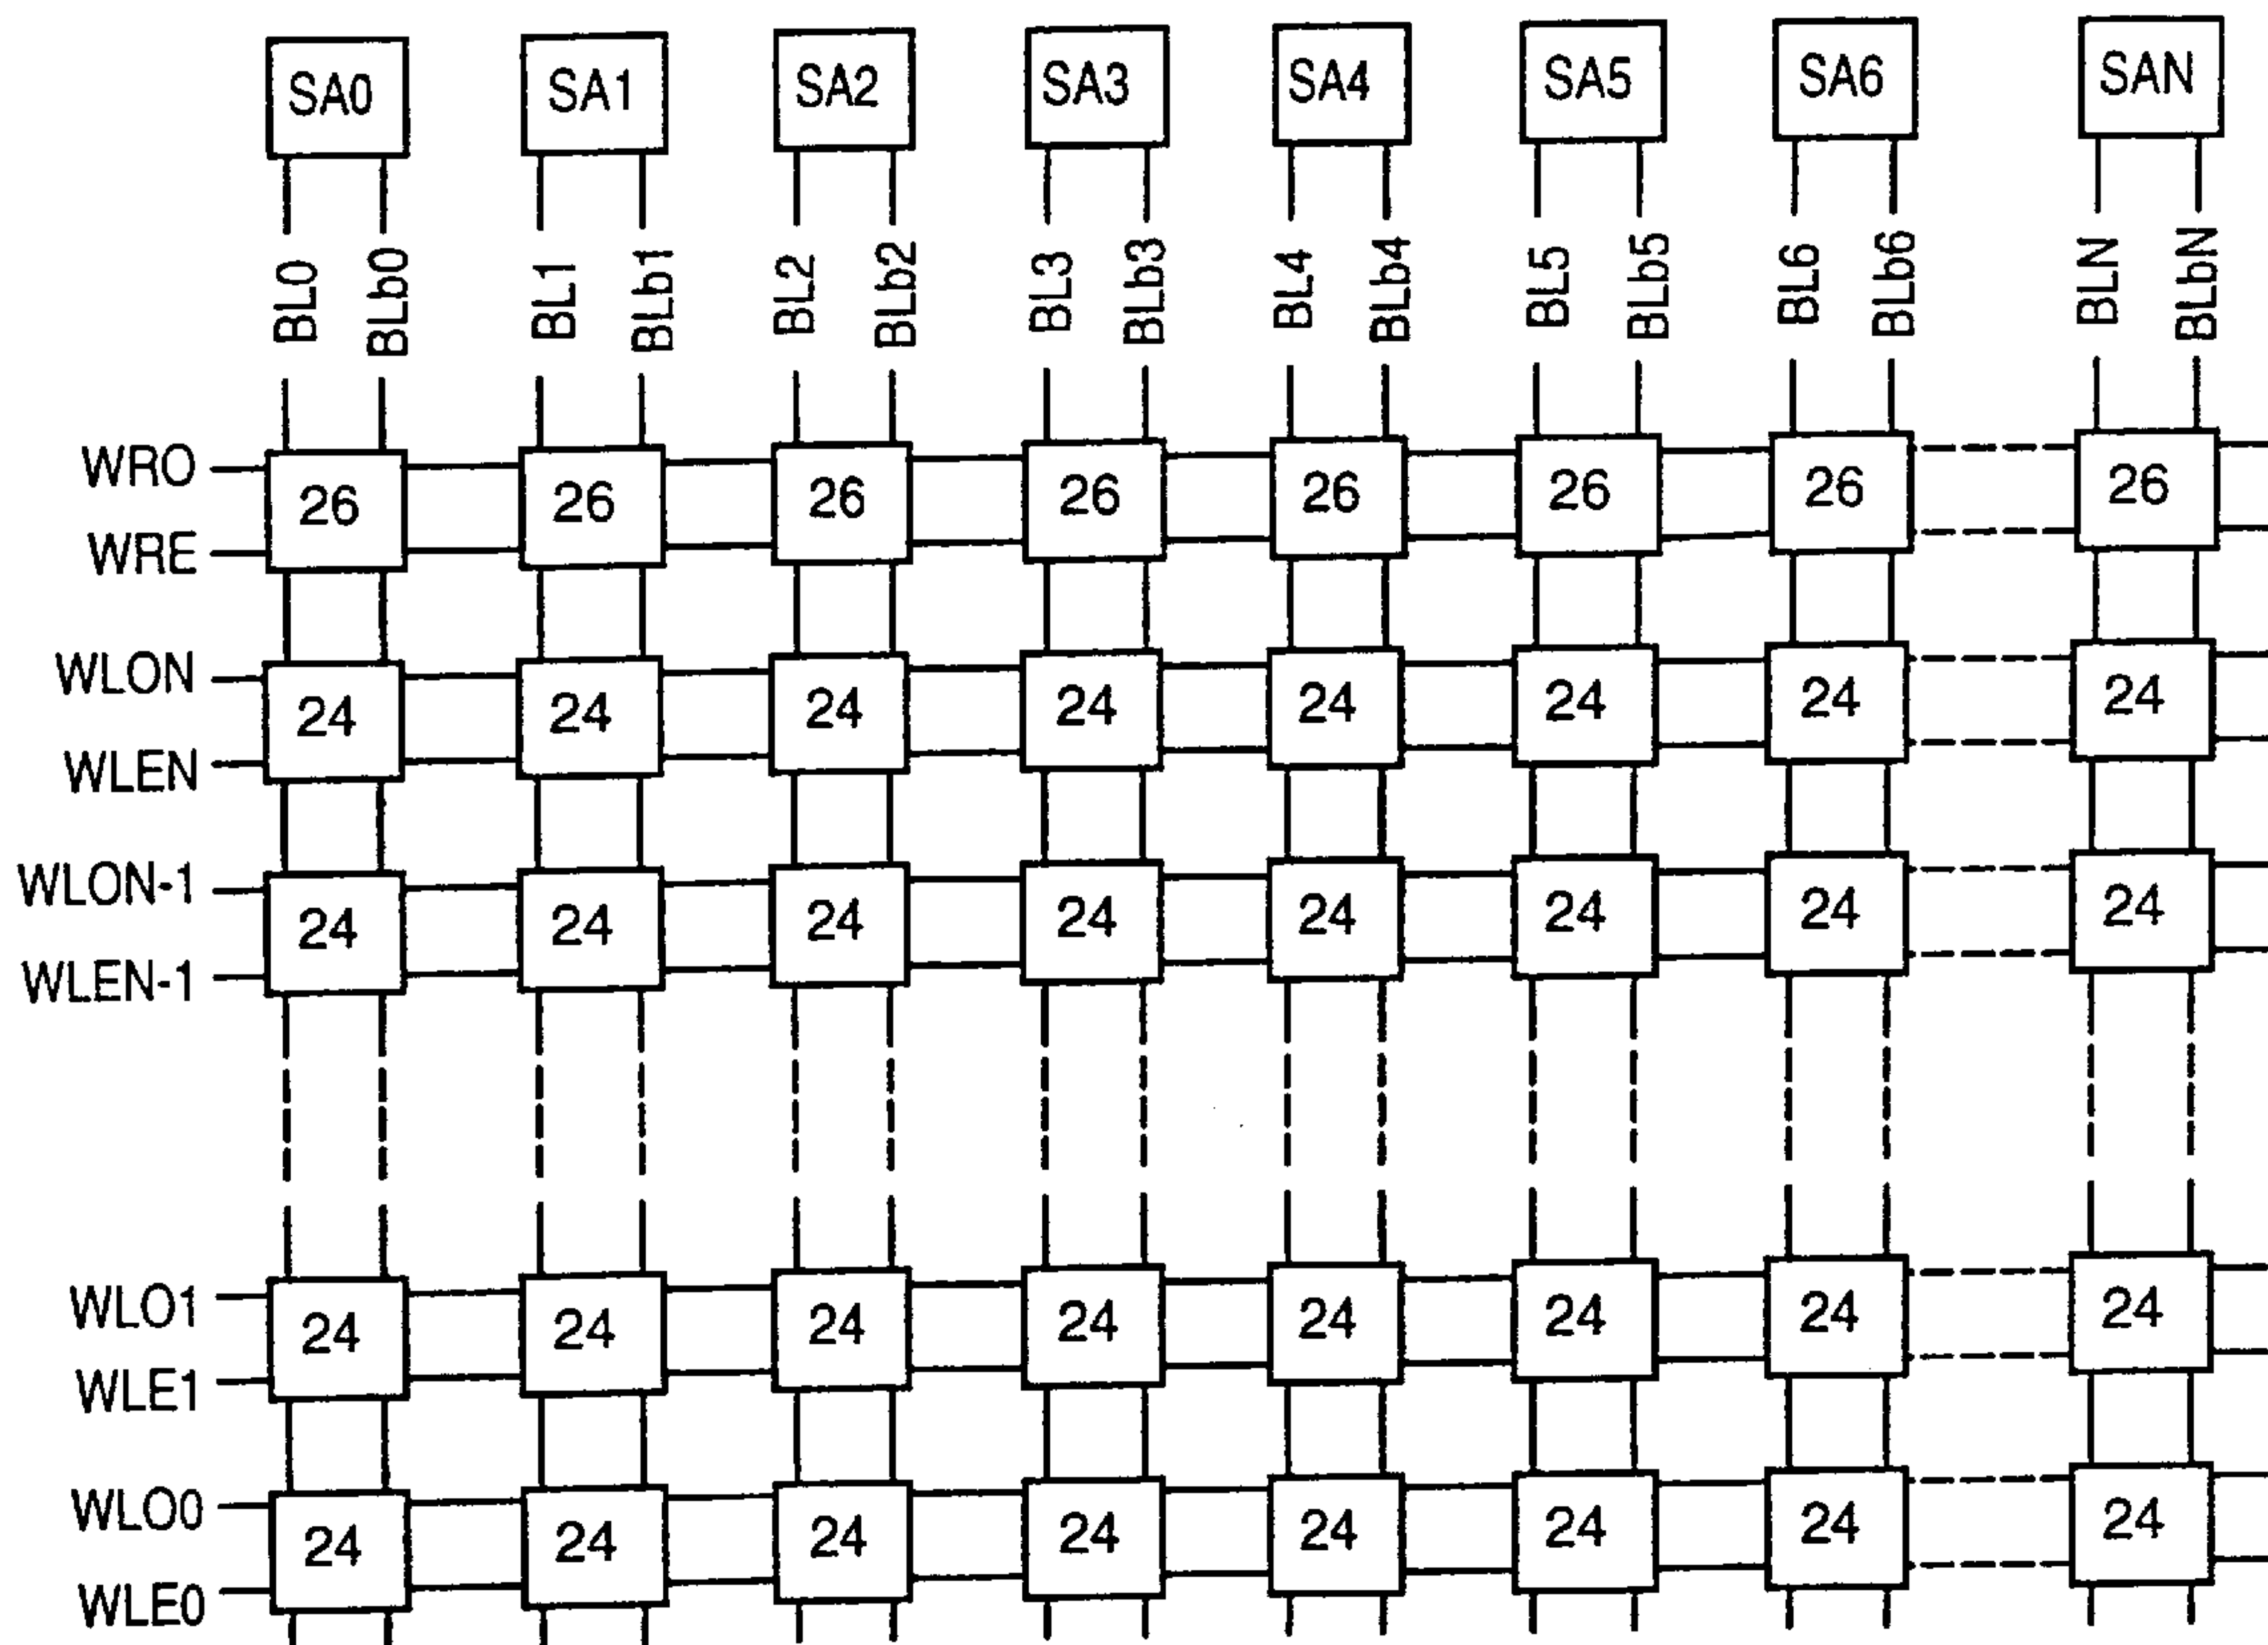 SA0 SA1 SA2 SA3 SA4 SA5 SA6 SAN
BL0 BLb0 BL1 BLb1 BL2 BLb2 BL3 BLb3 BL4 BLb4 BL5 BLb5 BL6 BLb6 BLN BLbN
WRO
26 26 26 26 26 26 26 26
WRE
WLON
24 24 24 24 24 24 24 24
WLEN
WLON-1
24 24 24 24 24 24 24 24
WLEN-1
WLO1
24 24 24 24 24 24 24 24
WLE1
WLO0
24 24 24 24 24 24 24 24
WLE0